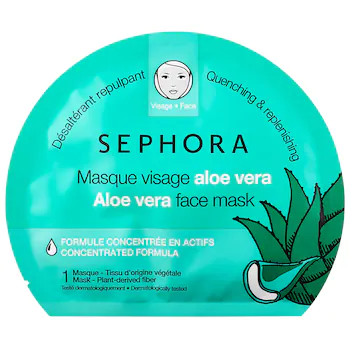 Désaltérant repulpant
Quenching & replenishing
Visage • Face
SEPHORA
Masque visage aloe vera
Aloe vera face mask
FORMULE CONCENTRÉE EN ACTIFS
CONCENTRATED FORMULA
1 Masque - Tissu d'origine végétale
Mask - Plant-derived fiber
Testé dermatologiquement • Dermatologically tested